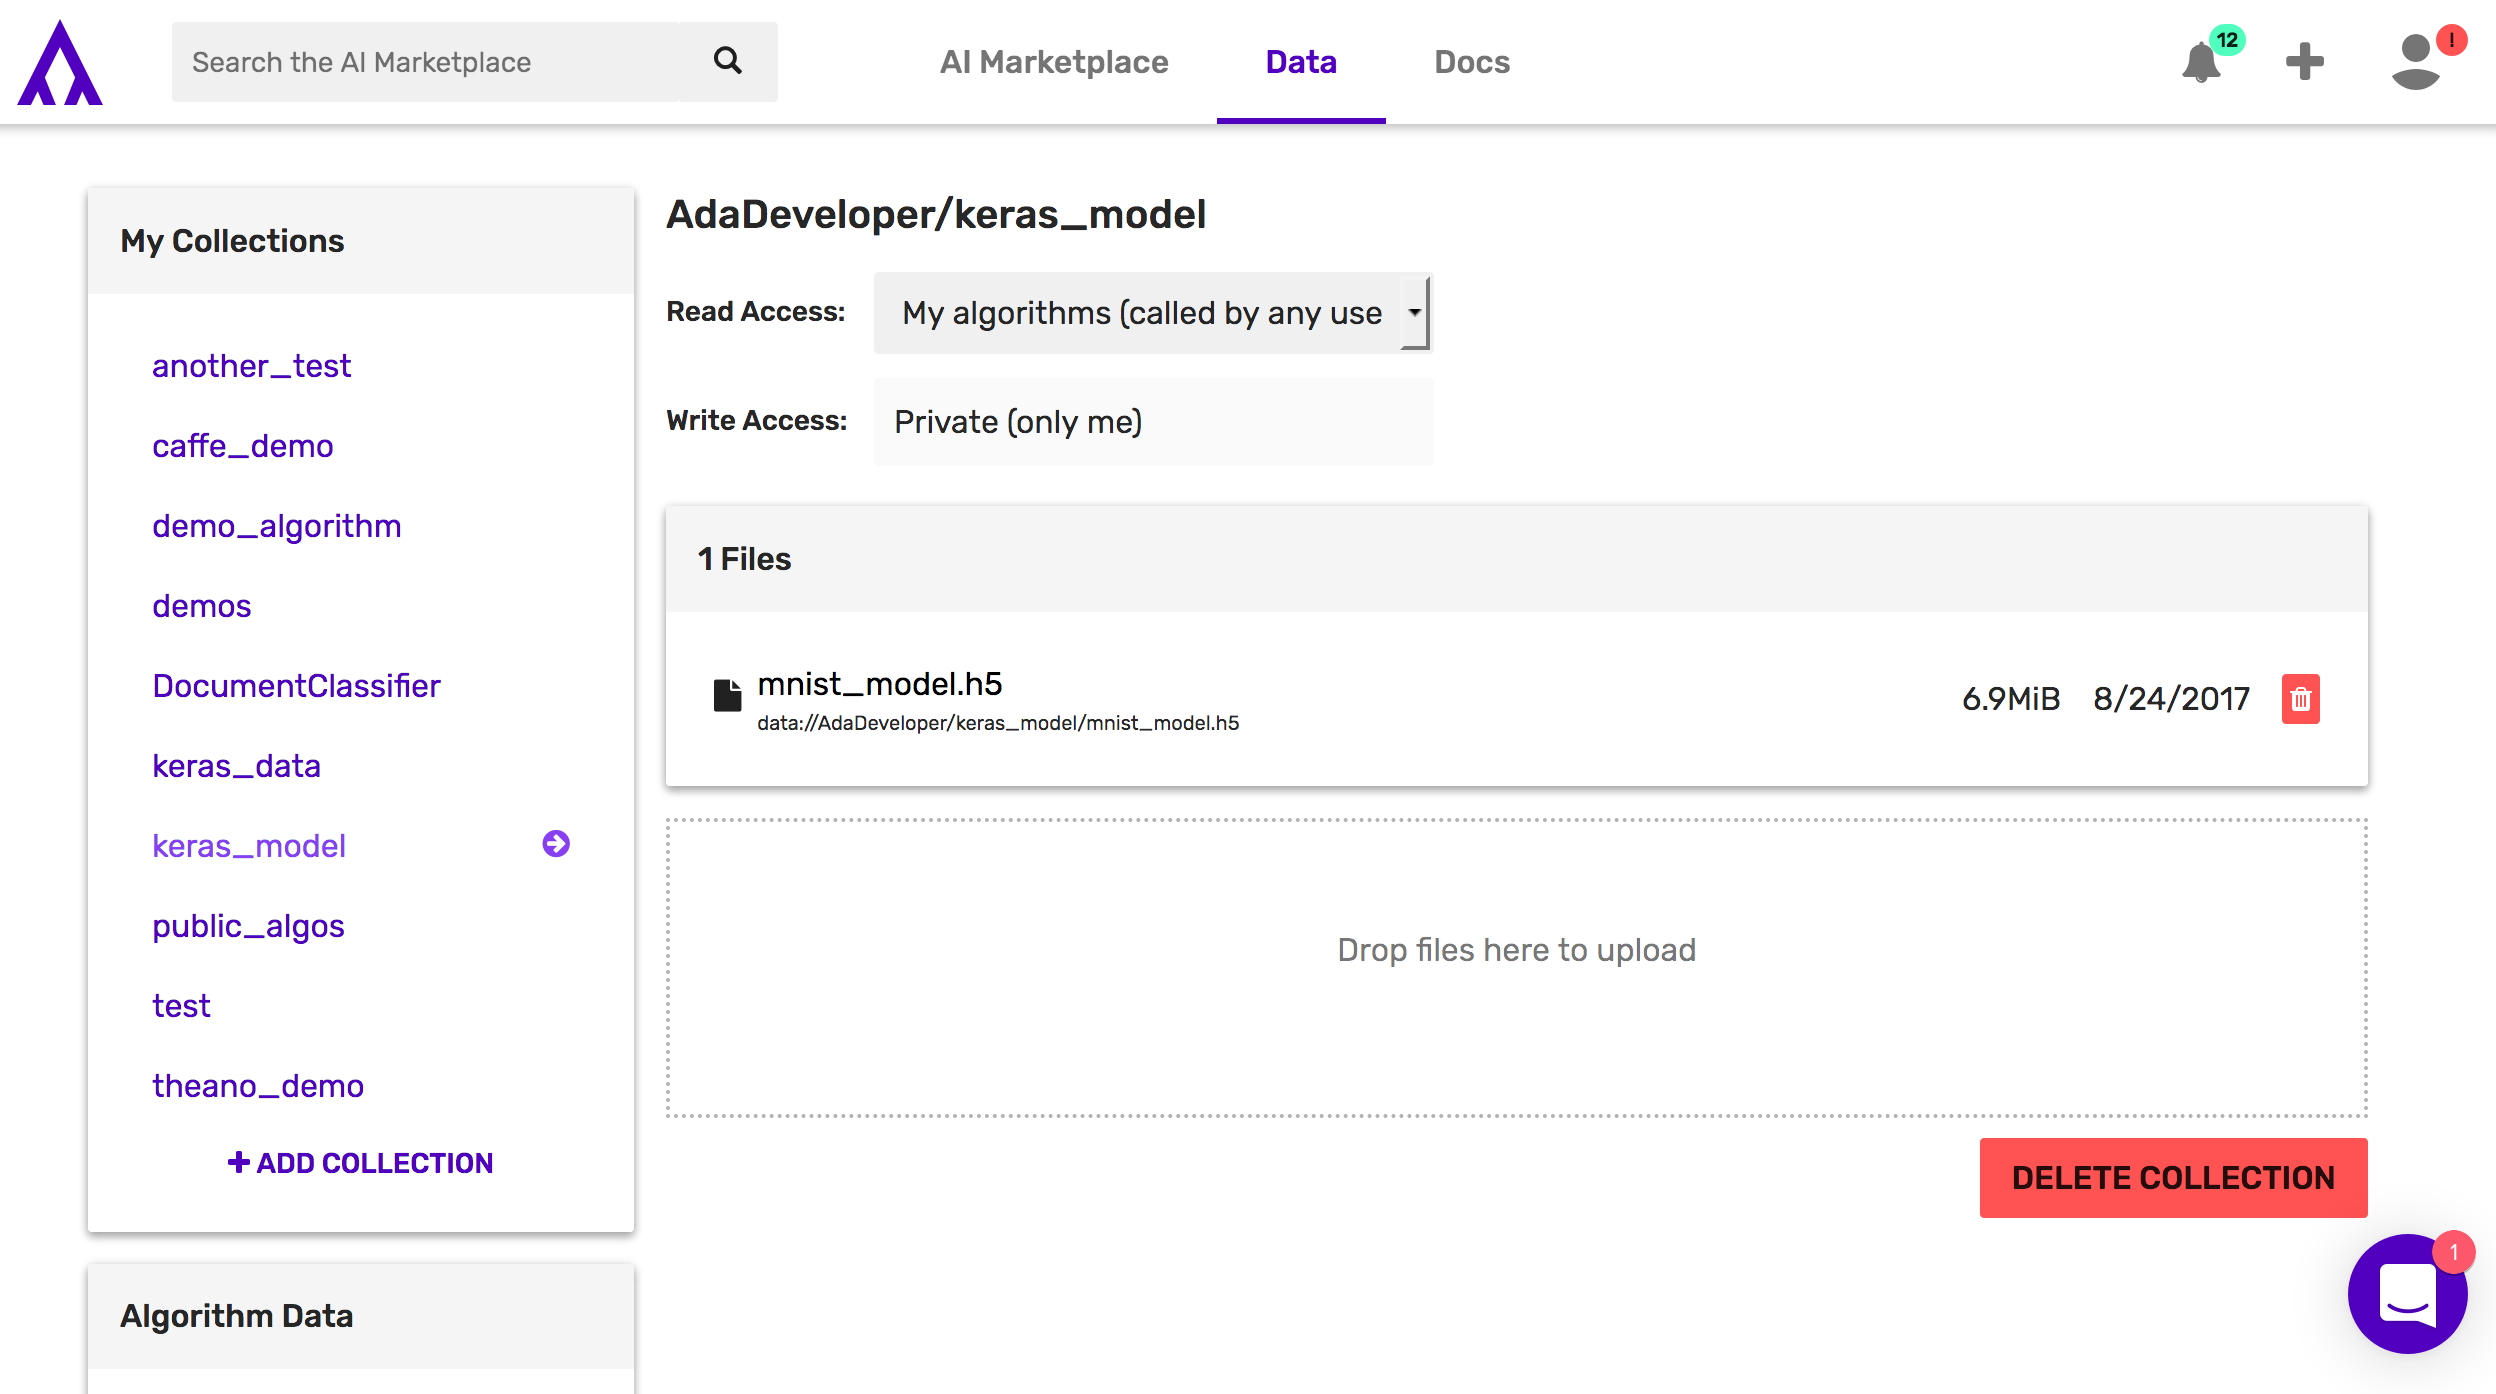 Search the AI Marketplace
AI Marketplace
Data
Docs
12
!
My Collections
another_test
caffe_demo
demo_algorithm
demos
DocumentClassifier
keras_data
keras_model
public_algos
test
theano_demo
ADD COLLECTION
Algorithm Data
AdaDeveloper/keras_model
Read Access: My algorithms (called by any use
Write Access: Private (only me)
1 Files
mnist_model.h5
data://AdaDeveloper/keras_model/mnist_model.h5
6.9MiB 8/24/2017
Drop files here to upload
DELETE COLLECTION
1